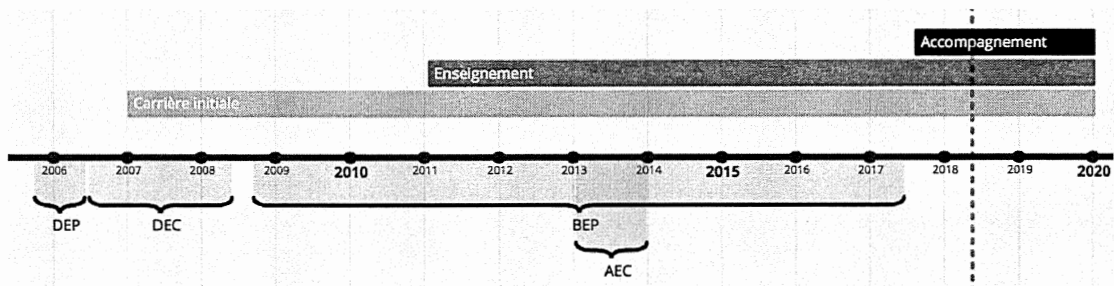 Accompagnement
Enseignement
Carrière initiale
2006 2007 2008 2009 2010 2011 2012 2013 2014 2015 2016 2017 2018 2019 2020
DEP DEC BEP
AEC